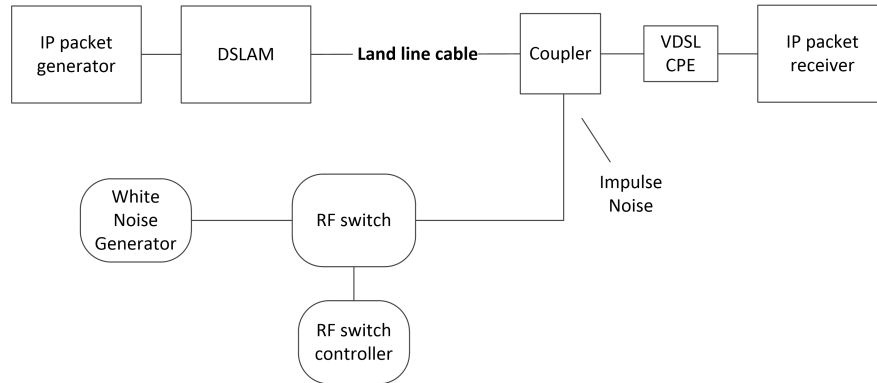 IP packet
generator
DSLAM
Land line cable
Coupler
VDSL
CPE
IP packet
receiver
Impulse
Noise
White
Noise
Generator
RF switch
RF switch
controller